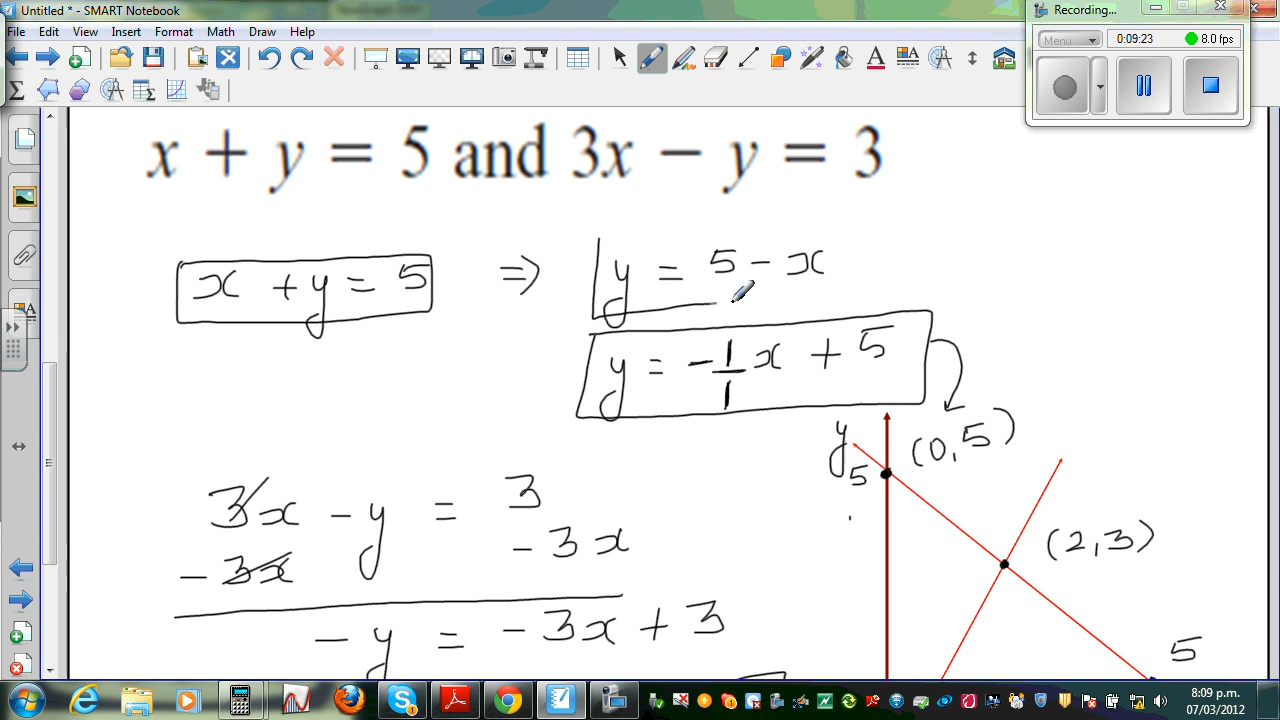 Untitled * - SMART Notebook
Recording...
File Edit View Insert Format Math Draw Help
Menu
0:09:23
8.0 fps
x + y = 5 and 3x − y = 3
x + y = 5 ⇒ y = 5 - x
y = -1/1 x + 5
y
(0,5)
5
3x - y = 3
- 3x - 3x
(2,3)
- y = - 3x + 3
5
8:09 p.m.
07/03/2012